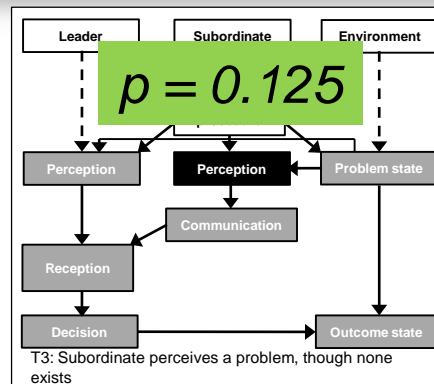 Leader
Subordinate
Environment
p = 0.125
Perception
Perception
Problem state
Communication
Reception
Decision
Outcome state
T3: Subordinate perceives a problem, though none
exists